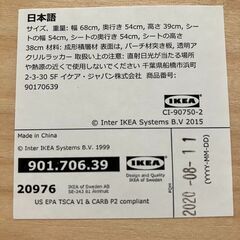 日本語
サイズ、重量: 幅 68cm, 奥行き 54cm, 高さ 39cm, シート
の幅 54cm, シートの奥行き 54cm, シートの高さ
38cm 材料: 成形積層材 表面は, バーチ材突き板, 透明ア
クリルラッカー 取扱い上の注意: 直射日光が当たる場所
や熱源の近くで使用しないでください 千葉県船橋市浜町
2-3-30 5F イケア・ジャパン株式会社 商品番号:
90170639
IKEA
CI-90750-2
© Inter IKEA Systems B.V 2015
Made in China
© Inter IKEA Systems B.V. 1999
901.706.39
Design and Quality
IKEA of Sweden
IKEA
20976
IKEA of Sweden AB
SE-343 81 Älmhult
US EPA TSCA VI & CARB P2 compliant
2020-08-11
(YYYY-MM-DD)